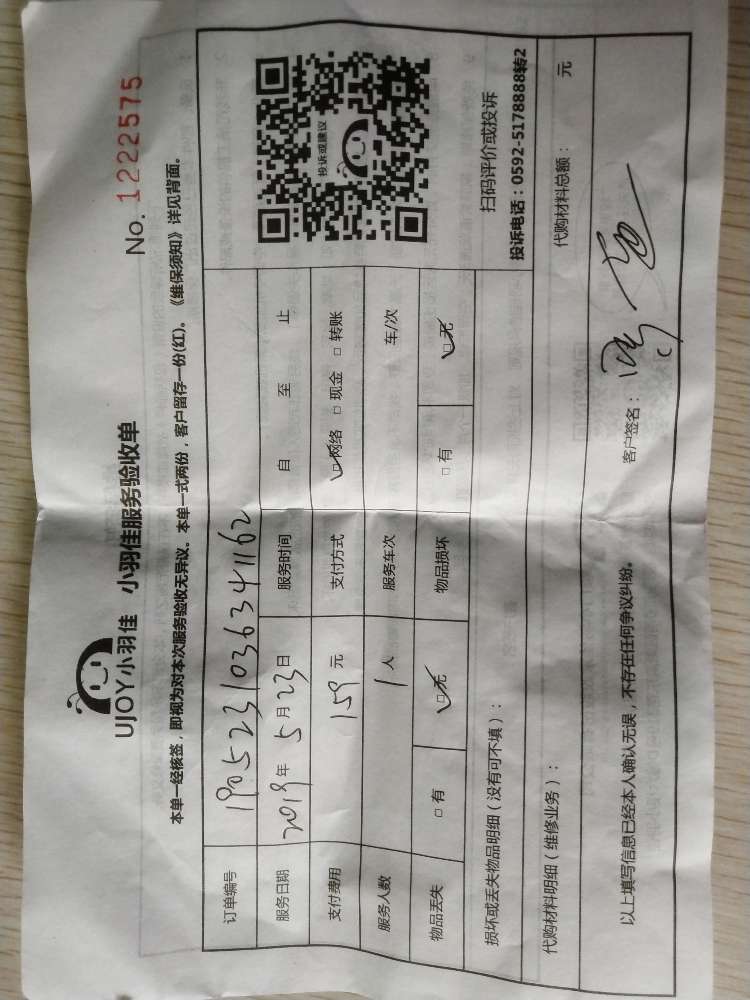 UJOY小羽佳 小羽佳服务验收单
No. 1222575
本单一经核签，即视为对本次服务验收无异议。本单一式两份，客户留存一份(红)。《维保须知》详见背面。
订单编号 190523103634 1162
服务日期 2019年 5月23日 服务时间 自 至 止
支付费用 159元 支付方式 网络 □ 现金 □ 转账
服务人数 1人 服务车次 车/次
物品丢失 □ 有 □ 无 物品损坏 □ 有 □ 无
投诉或建议
扫码评价或投诉
投诉电话：0592-5178888转2
损坏或丢失物品明细（没有可不填）：
代购材料明细（维修业务）： 代购材料总额： 元
以上填写信息已经本人确认无误，不存在任何争议纠纷。 客户签名：